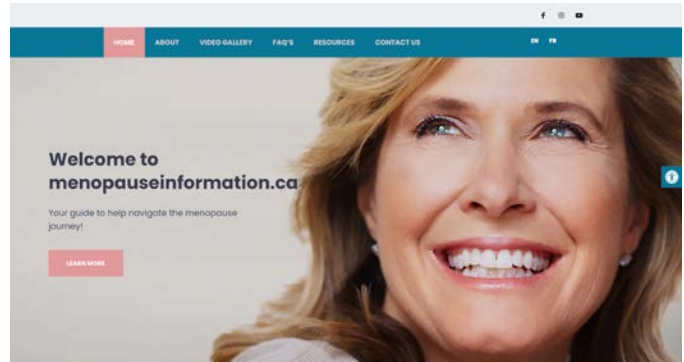 HOME ABOUT VIDEO GALLERY FAQ'S RESOURCES CONTACT US EN FR
Welcome to
menopauseinformation.ca
Your guide to help navigate the menopause
journey!
LEARN MORE